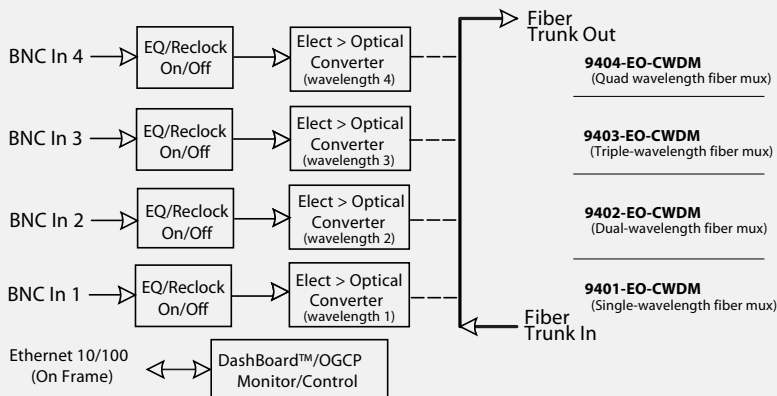 Fiber
Trunk Out
BNC In 4
EQ/Reclock
On/Off
Elect > Optical
Converter
(wavelength 4)
9404-EO-CWDM
(Quad wavelength fiber mux)
BNC In 3
EQ/Reclock
On/Off
Elect > Optical
Converter
(wavelength 3)
9403-EO-CWDM
(Triple-wavelength fiber mux)
BNC In 2
EQ/Reclock
On/Off
Elect > Optical
Converter
(wavelength 2)
9402-EO-CWDM
(Dual-wavelength fiber mux)
BNC In 1
EQ/Reclock
On/Off
Elect > Optical
Converter
(wavelength 1)
9401-EO-CWDM
(Single-wavelength fiber mux)
Fiber
Trunk In
Ethernet 10/100
(On Frame)
DashBoard™/OGCP
Monitor/Control